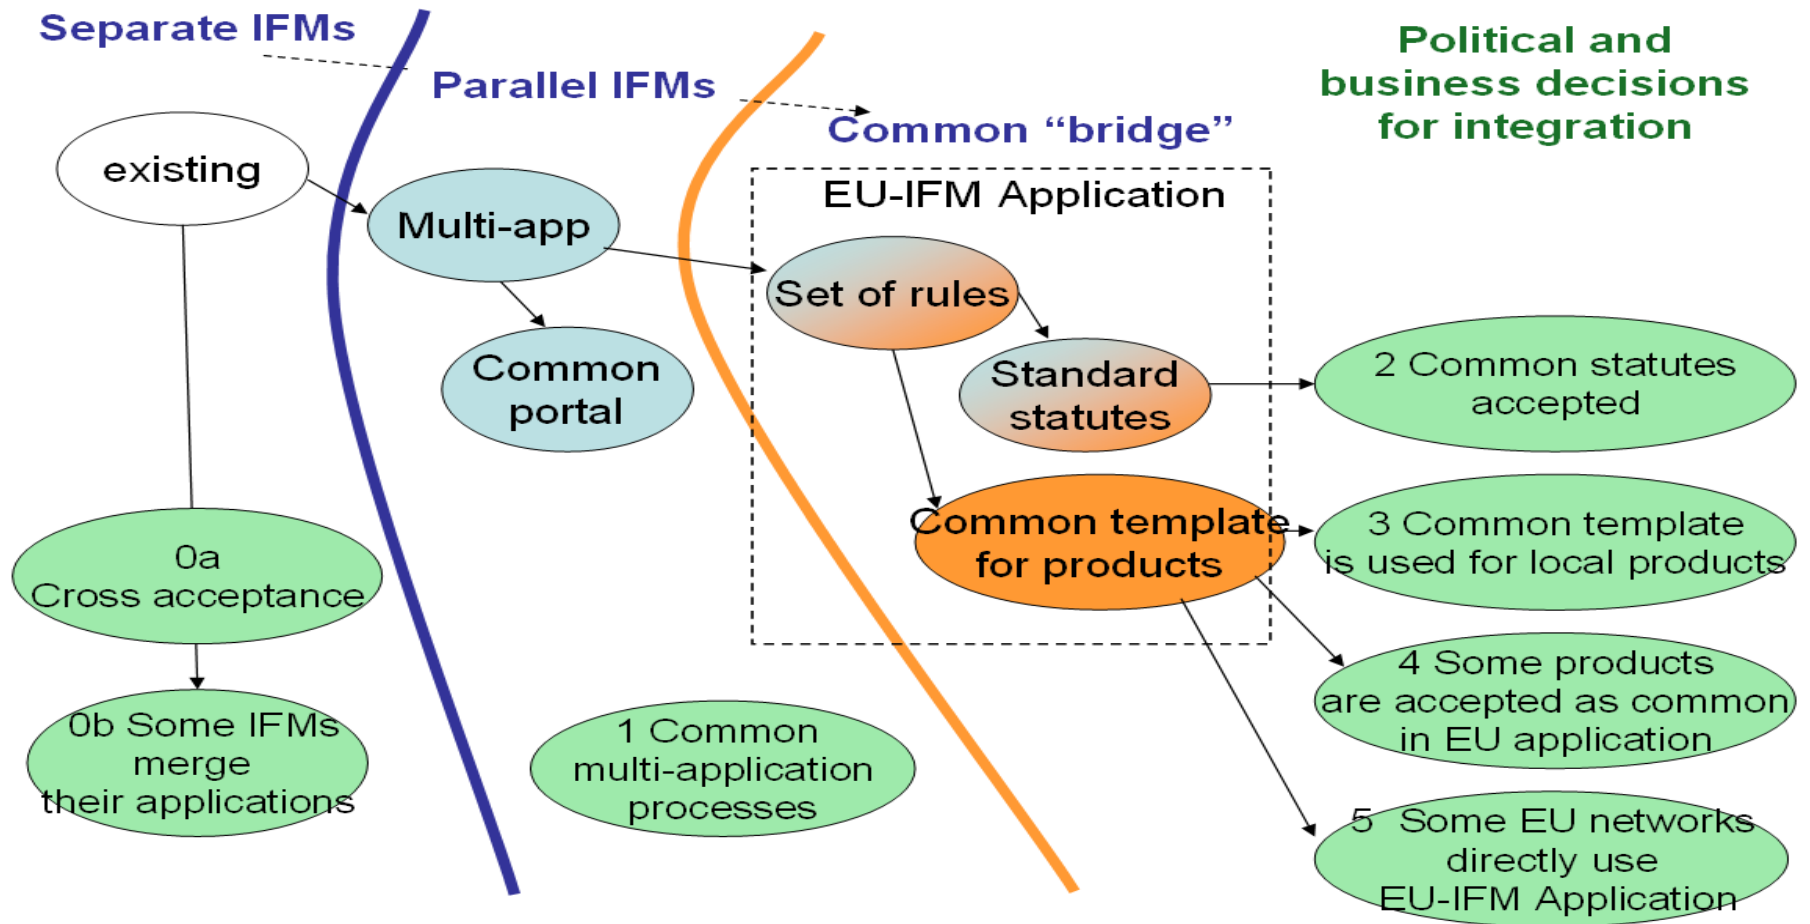 Separate IFMs
Parallel IFMs
Common “bridge”
Political and
business decisions
for integration
existing
Multi-app
Common
portal
EU-IFM Application
Set of rules
Standard
statutes
Common template
for products
0a
Cross acceptance
0b Some IFMs
merge
their applications
1 Common
multi-application
processes
2 Common statutes
accepted
3 Common template
is used for local products
4 Some products
are accepted as common
in EU application
5 Some EU networks
directly use
EU-IFM Application